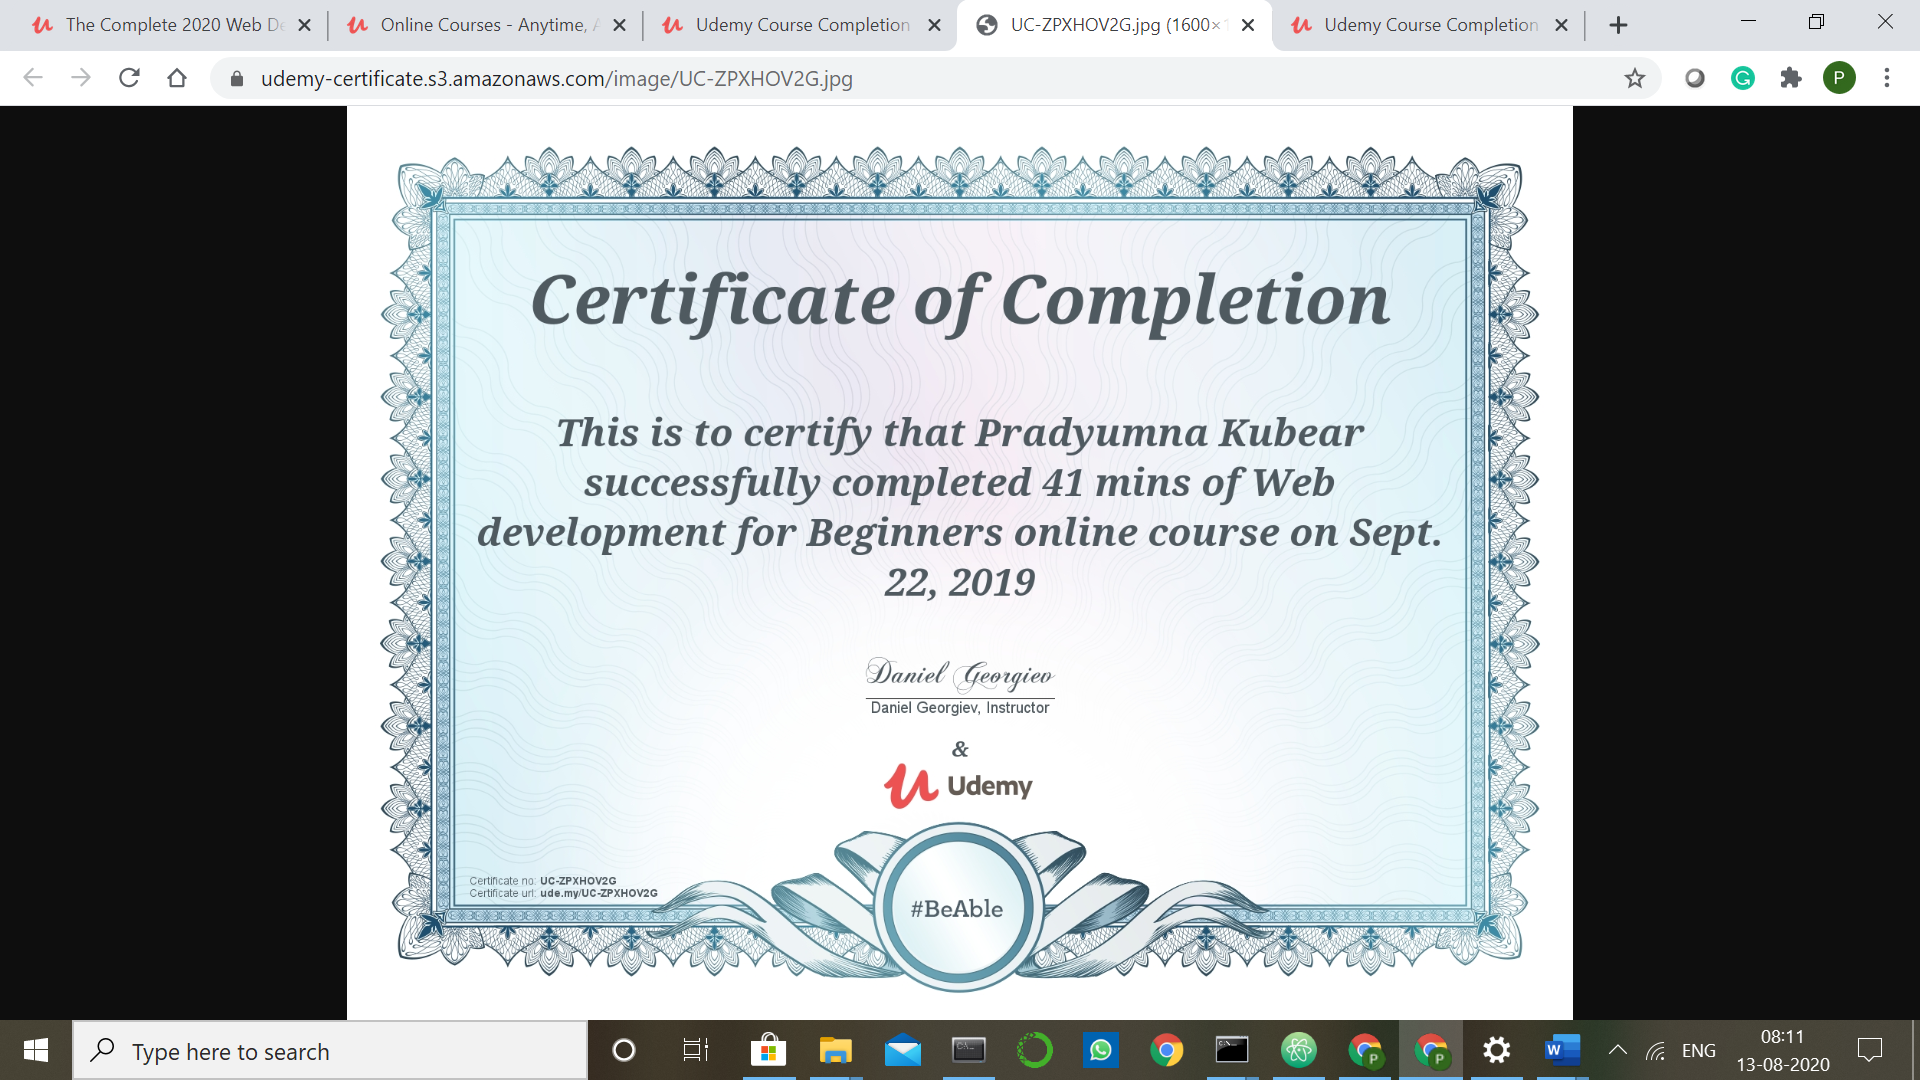 The Complete 2020 Web De
Online Courses - Anytime, A
Udemy Course Completion
UC-ZPXHOV2G.jpg (1600×
Udemy Course Completion
udemy-certificate.s3.amazonaws.com/image/UC-ZPXHOV2G.jpg
P
Certificate of Completion
This is to certify that Pradyumna Kubear
successfully completed 41 mins of Web
development for Beginners online course on Sept.
22, 2019
Daniel Georgiev
Daniel Georgiev, Instructor
&
Udemy
Certificate no: UC-ZPXHOV2G
Certificate url: ude.my/UC-ZPXHOV2G
#BeAble
Type here to search
P
P
W
ENG
08:11
13-08-2020